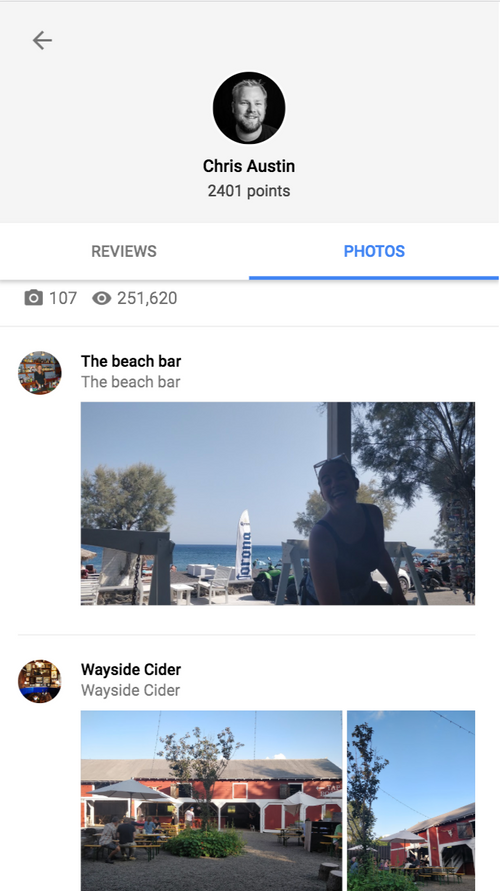 Chris Austin
2401 points
REVIEWS
PHOTOS
107
251,620
The beach bar
The beach bar
Corona
Wayside Cider
Wayside Cider